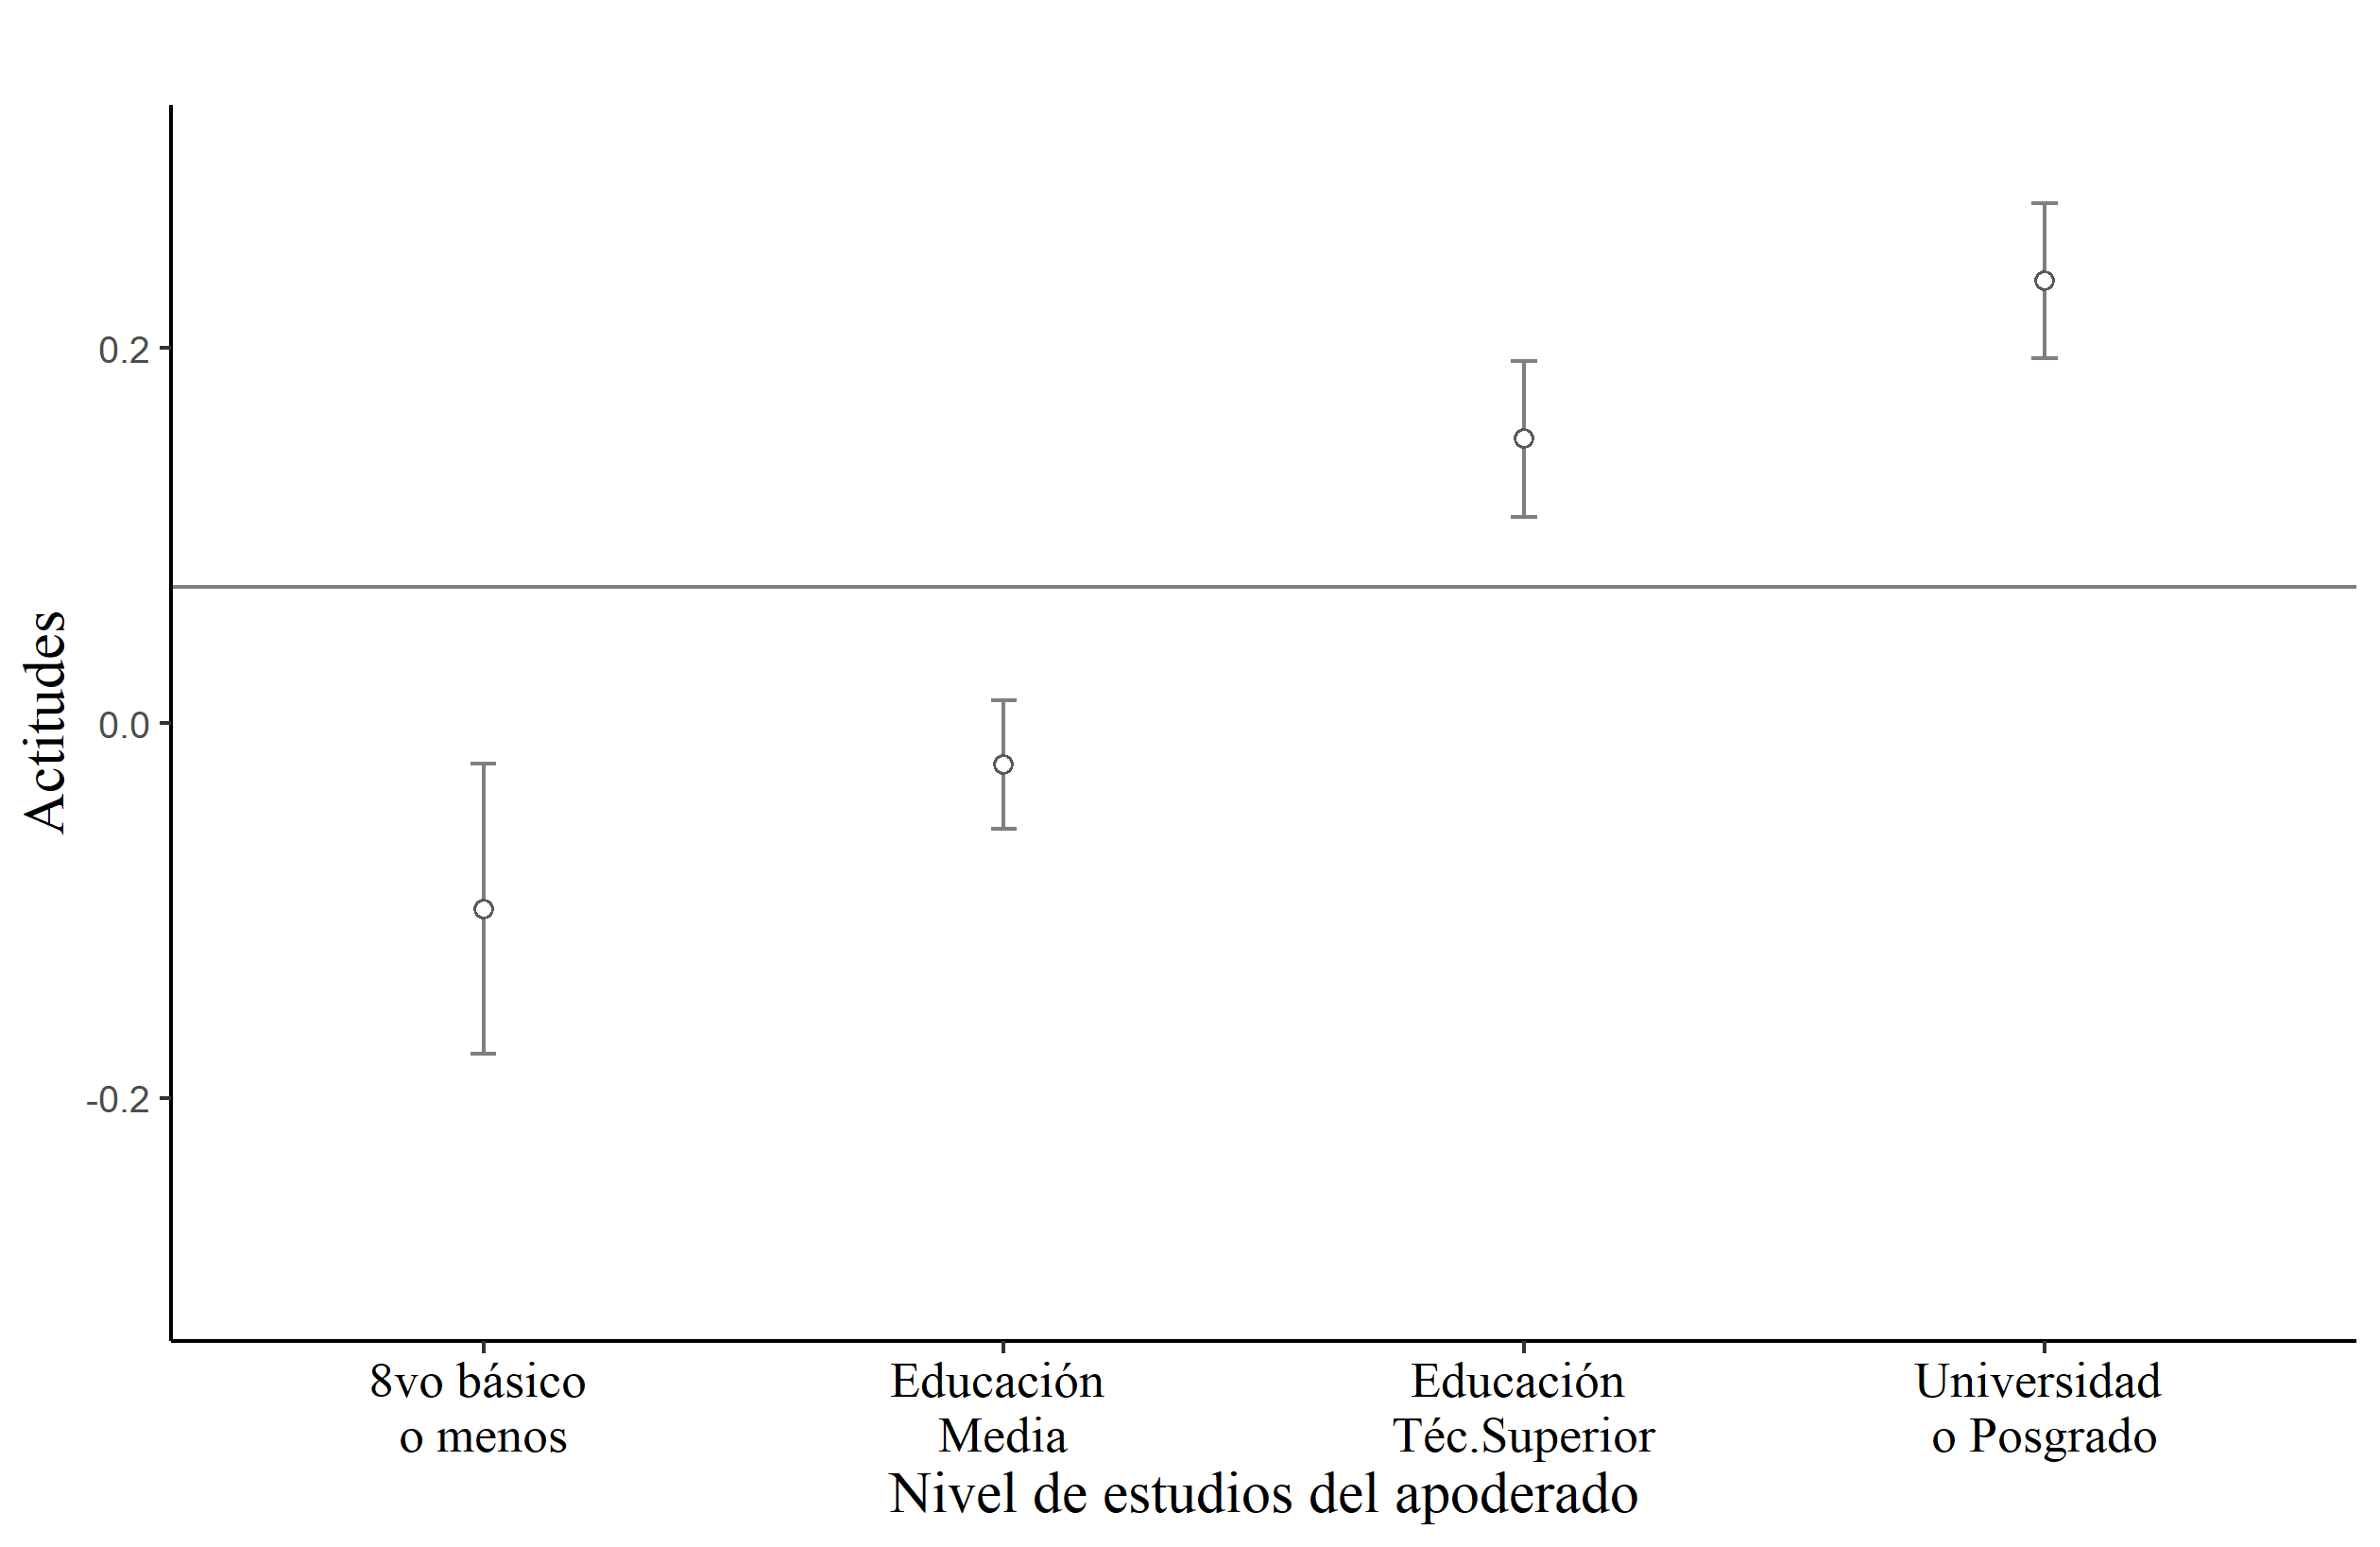 Actitudes
0.2
0.0
-0.2
8vo básico
o menos
Educación
Media
Educación
Téc.Superior
Universidad
o Posgrado
Nivel de estudios del apoderado